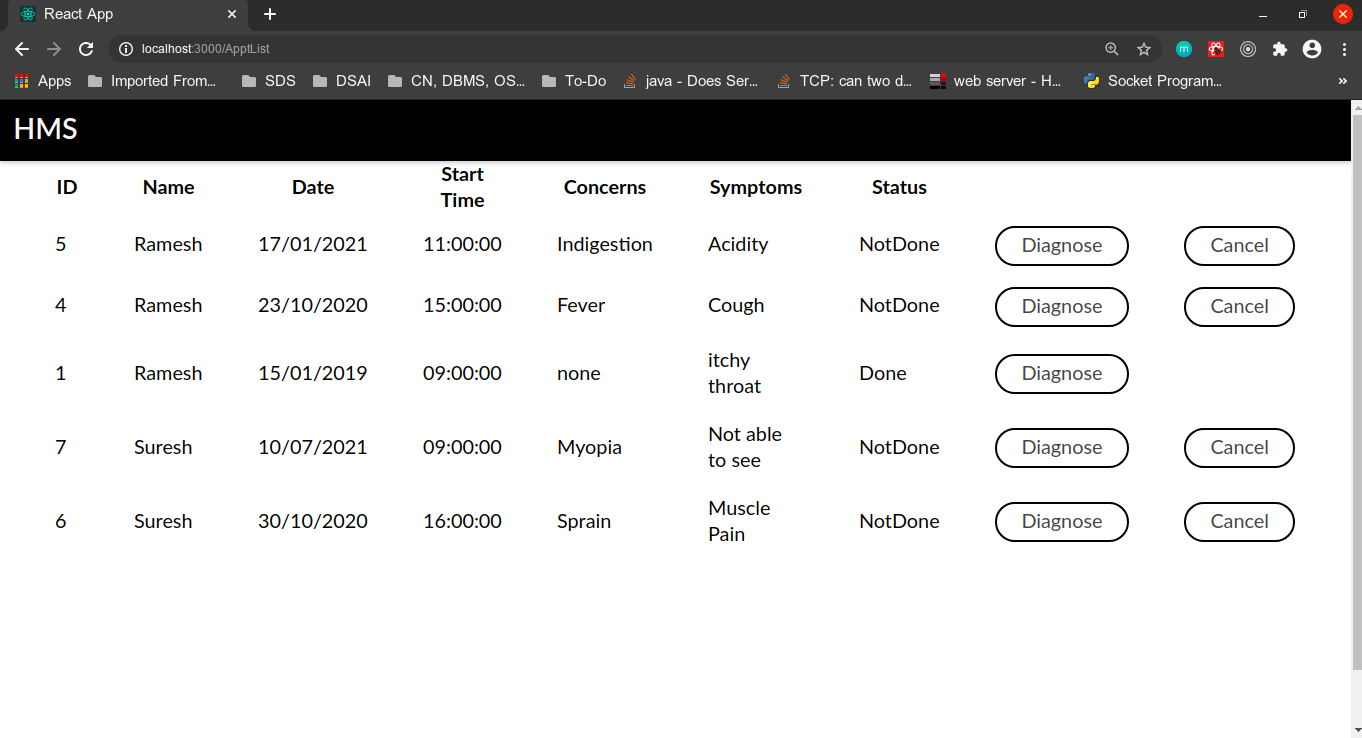 React App
localhost:3000/ApptList
Apps Imported From... SDS DSAI CN, DBMS, OS... To-Do java - Does Ser... TCP: can two d... web server - H... Socket Program... »
HMS
ID Name Date Start Time Concerns Symptoms Status
5 Ramesh 17/01/2021 11:00:00 Indigestion Acidity NotDone Diagnose Cancel
4 Ramesh 23/10/2020 15:00:00 Fever Cough NotDone Diagnose Cancel
1 Ramesh 15/01/2019 09:00:00 none itchy throat Done Diagnose
7 Suresh 10/07/2021 09:00:00 Myopia Not able to see NotDone Diagnose Cancel
6 Suresh 30/10/2020 16:00:00 Sprain Muscle Pain NotDone Diagnose Cancel